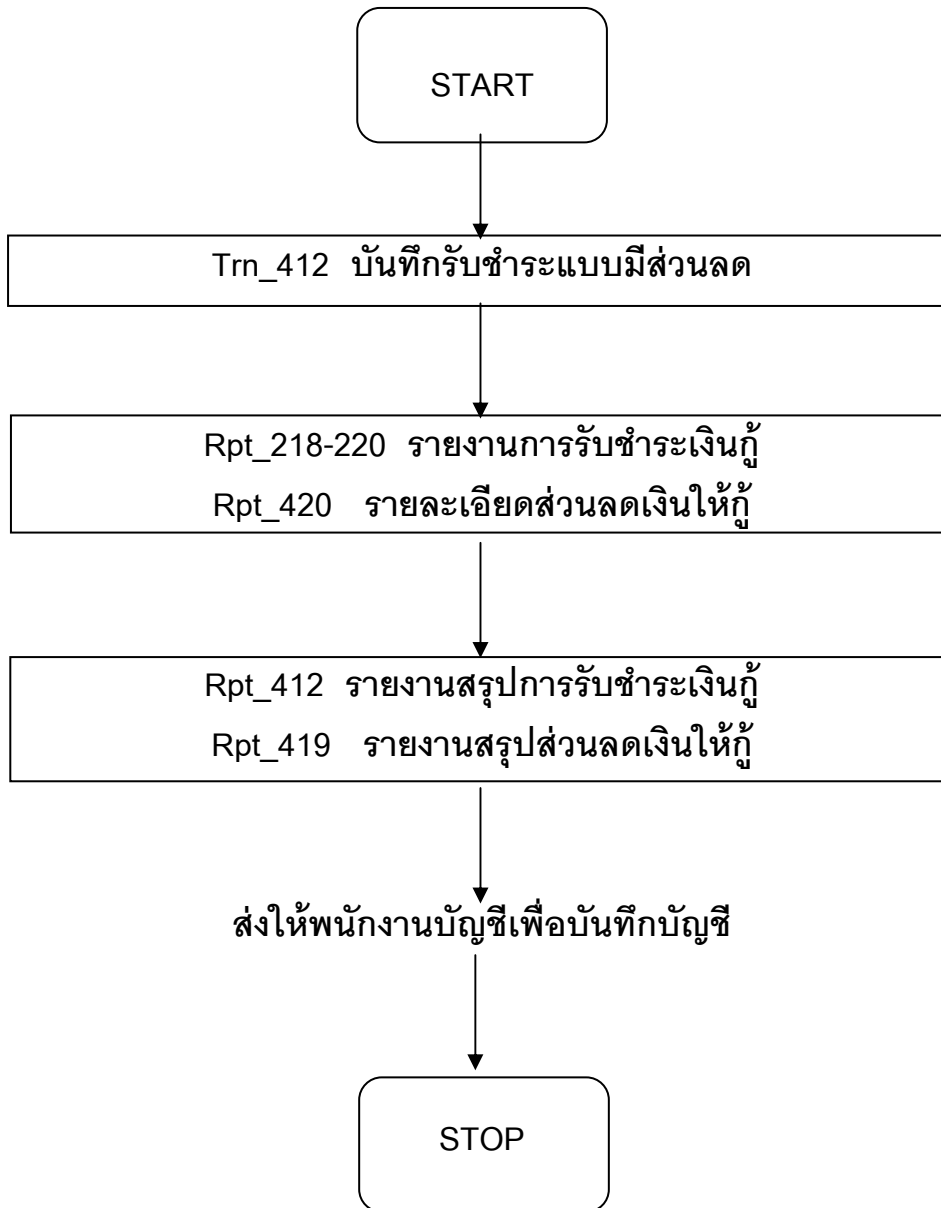 START
Trn_412 บันทึกรับชำระแบบมีส่วนลด
Rpt_218-220 รายงานการรับชำระเงินกู้
Rpt_420 รายละเอียดส่วนลดเงินให้กู้
Rpt_412 รายงานสรุปการรับชำระเงินกู้
Rpt_419 รายงานสรุปส่วนลดเงินให้กู้
ส่งให้พนักงานบัญชีเพื่อบันทึกบัญชี
STOP